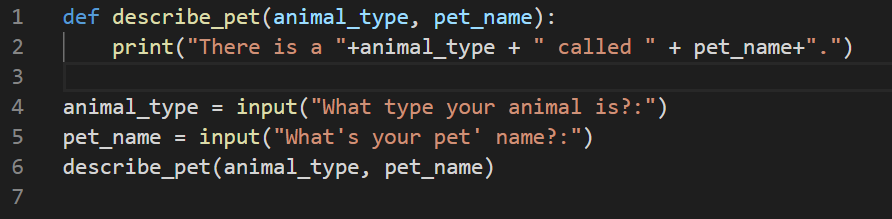 1 def describe_pet(animal_type, pet_name):
2     print("There is a "+animal_type + " called " + pet_name+".")
3
4 animal_type = input("What type your animal is?:")
5 pet_name = input("What's your pet' name?:")
6 describe_pet(animal_type, pet_name)
7